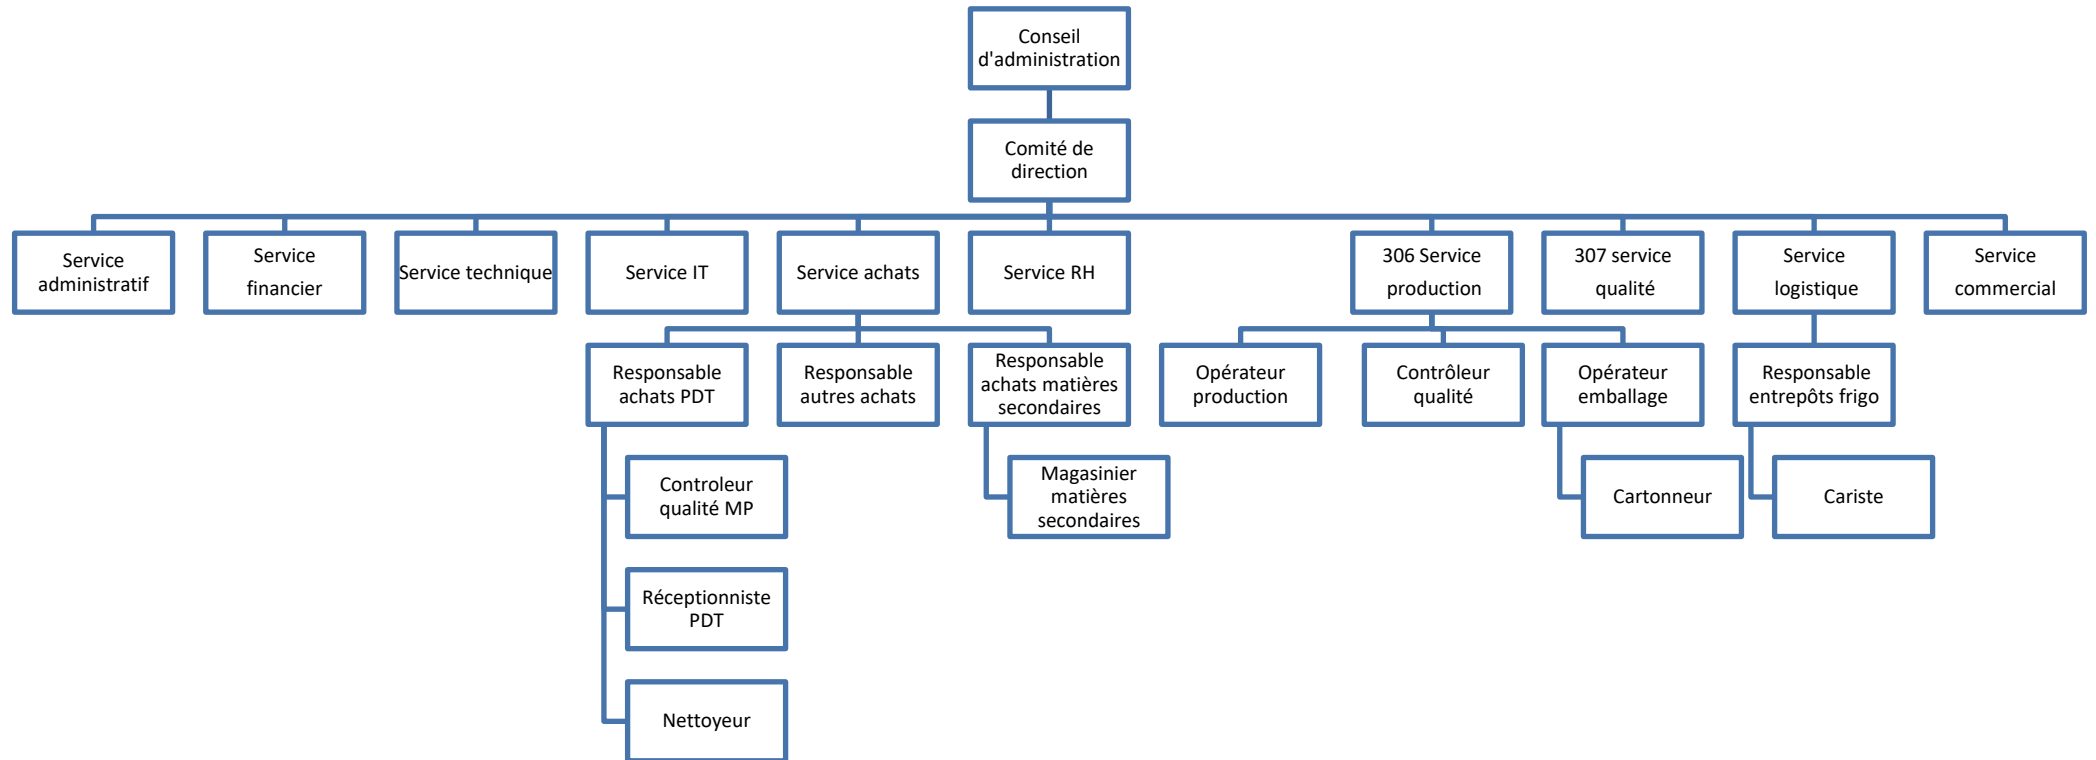 Conseil
d'administration
Comité de
direction
Service
administratif
Service
financier
Service technique
Service IT
Service achats
Service RH
306 Service
production
307 service
qualité
Service
logistique
Service
commercial
Responsable
achats PDT
Responsable
autres achats
Responsable
achats matières
secondaires
Opérateur
production
Contrôleur
qualité
Opérateur
emballage
Responsable
entrepôts frigo
Controleur
qualité MP
Magasinier
matières
secondaires
Cartonneur
Cariste
Réceptionniste
PDT
Nettoyeur